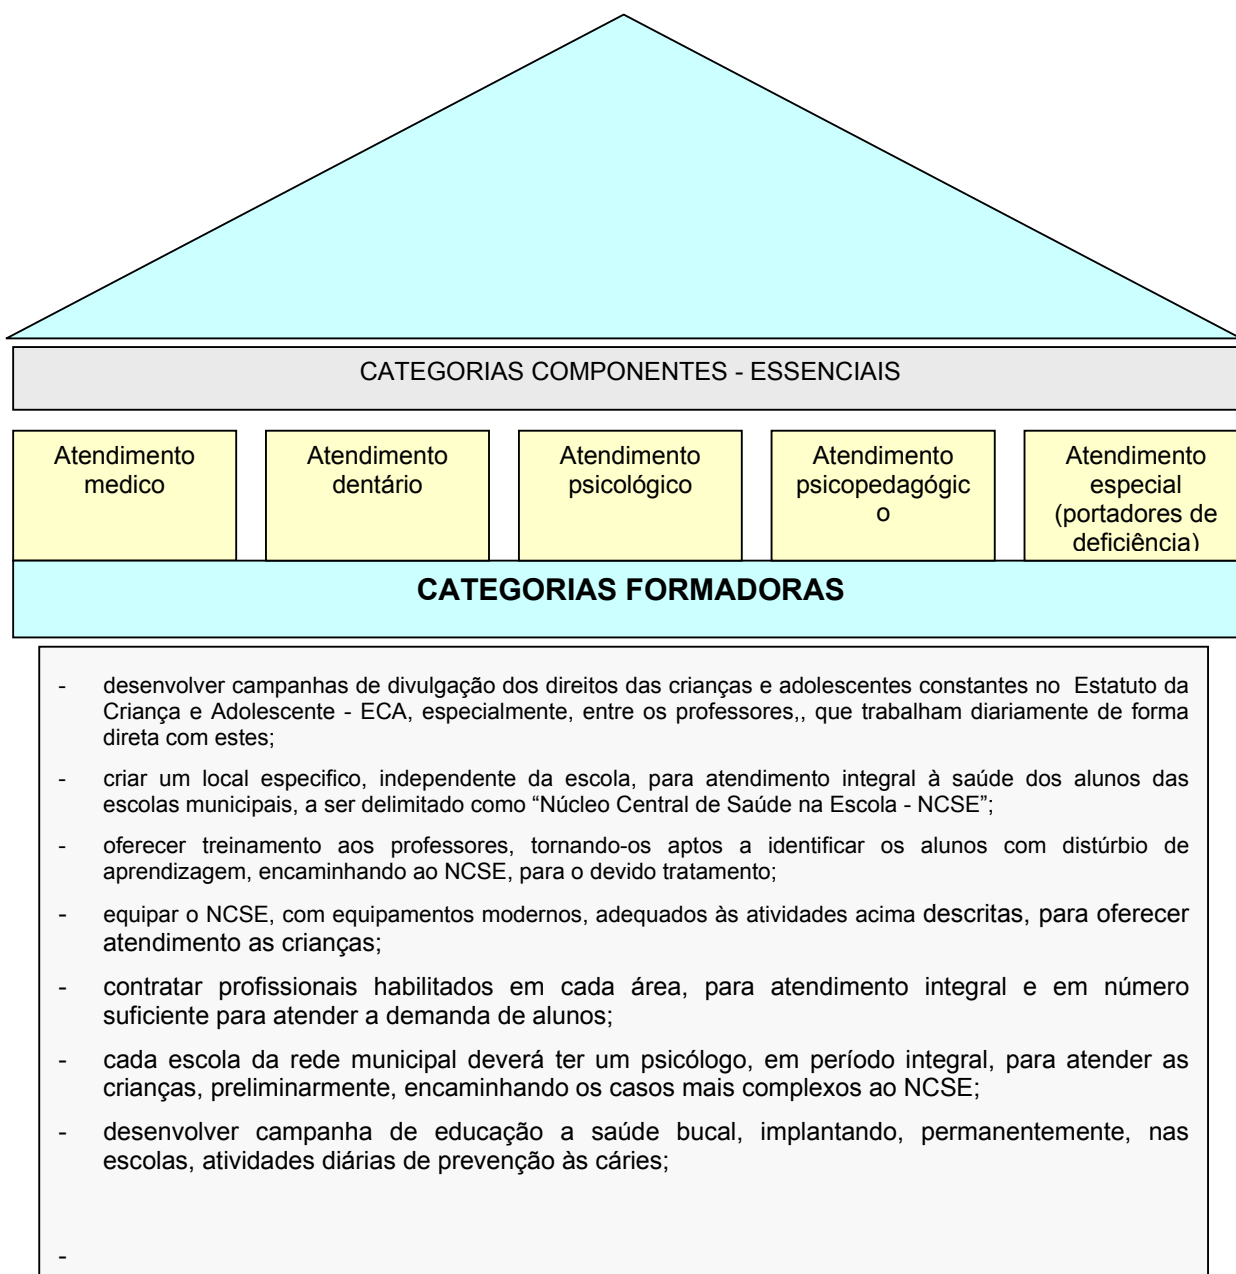 CATEGORIAS COMPONENTES - ESSENCIAIS
Atendimento
medico
Atendimento
dentário
Atendimento
psicológico
Atendimento
psicopedagógic
o
Atendimento
especial
(portadores de
deficiência)
CATEGORIAS FORMADORAS
- desenvolver campanhas de divulgação dos direitos das crianças e adolescentes constantes no Estatuto da
Criança e Adolescente - ECA, especialmente, entre os professores,, que trabalham diariamente de forma
direta com estes;
- criar um local especifico, independente da escola, para atendimento integral à saúde dos alunos das
escolas municipais, a ser delimitado como “Núcleo Central de Saúde na Escola - NCSE”;
- oferecer treinamento aos professores, tornando-os aptos a identificar os alunos com distúrbio de
aprendizagem, encaminhando ao NCSE, para o devido tratamento;
- equipar o NCSE, com equipamentos modernos, adequados às atividades acima descritas, para oferecer
atendimento as crianças;
- contratar profissionais habilitados em cada área, para atendimento integral e em número
suficiente para atender a demanda de alunos;
- cada escola da rede municipal deverá ter um psicólogo, em período integral, para atender as
crianças, preliminarmente, encaminhando os casos mais complexos ao NCSE;
- desenvolver campanha de educação a saúde bucal, implantando, permanentemente, nas
escolas, atividades diárias de prevenção às cáries;
-